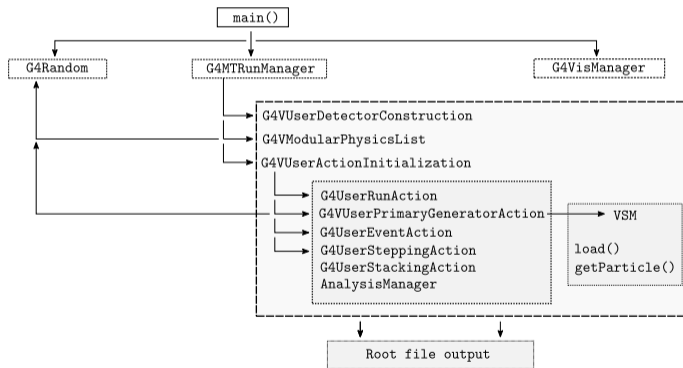 main()
G4Random
G4MTRunManager
G4VisManager
G4VUserDetectorConstruction
G4VModularPhysicsList
G4VUserActionInitialization
G4UserRunAction
G4VUserPrimaryGeneratorAction
G4UserEventAction
G4UserSteppingAction
G4UserStackingAction
AnalysisManager
VSM
load()
getParticle()
Root file output